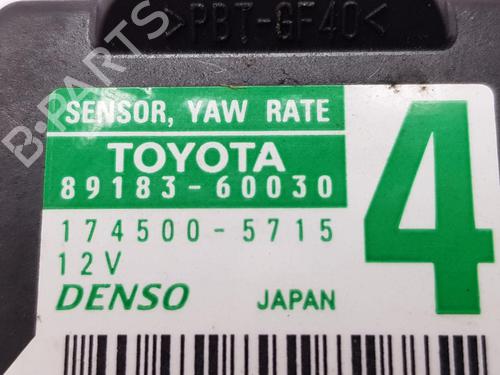 >PBT-GF40<
SENSOR, YAW RATE
TOYOTA
89183-60030
174500-5715
12V
DENSO JAPAN
4
B-PARTS